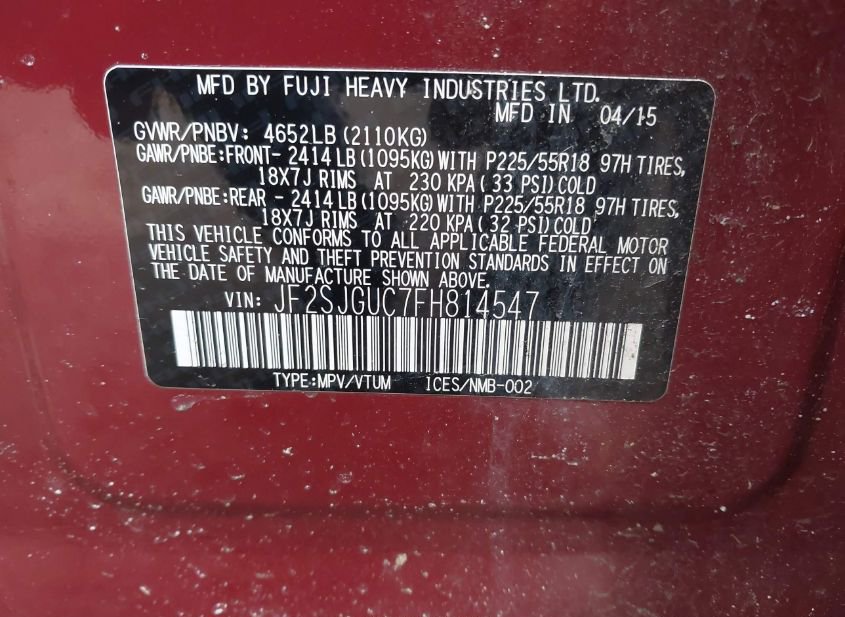 MFD BY FUJI HEAVY INDUSTRIES LTD.
MFD IN 04/15
GVWR/PNBV: 4652LB (2110KG)
GAWR/PNBE:FRONT- 2414 LB (1095KG) WITH P225/55R18 97H TIRES,
18X7J RIMS AT 230 KPA ( 33 PSI) COLD
GAWR/PNBE:REAR - 2414 LB (1095KG) WITH P225/55R18 97H TIRES,
18X7J RIMS AT 220 KPA ( 32 PSI) COLD
THIS VEHICLE CONFORMS TO ALL APPLICABLE FEDERAL MOTOR
VEHICLE SAFETY AND THEFT PREVENTION STANDARDS IN EFFECT ON
THE DATE OF MANUFACTURE SHOWN ABOVE.
VIN: JF2SJGUC7FH814547
TYPE:MPV/VTUM ICES/NMB-002